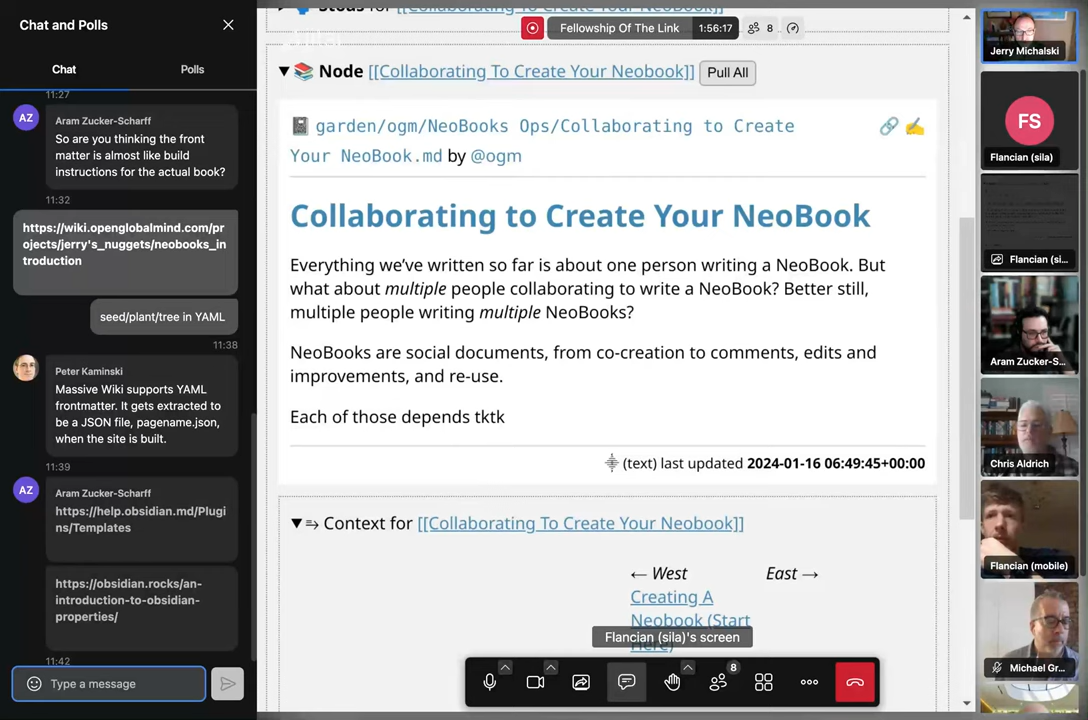 Chat and Polls
Chat
Polls
11:27
AZ
Aram Zucker-Scharff
So are you thinking the front
matter is almost like build
instructions for the actual book?
11:32
https://wiki.openglobalmind.com/pr
ojects/jerry's_nuggets/neobooks_in
troduction
seed/plant/tree in YAML
11:38
Peter Kaminski
Massive Wiki supports YAML
frontmatter. It gets extracted to
be a JSON file, pagename.json,
when the site is built.
11:39
AZ
Aram Zucker-Scharff
https://help.obsidian.md/Plugi
ns/Templates
https://obsidian.rocks/an-
introduction-to-obsidian-
properties/
11:42
Type a message
[[Collaborating To Create Your Neobook]]
Fellowship Of The Link
1:56:17
8
Node [[Collaborating To Create Your Neobook]] Pull All
garden/ogm/NeoBooks Ops/Collaborating to Create
Your NeoBook.md by @ogm
Collaborating to Create Your NeoBook
Everything we've written so far is about one person writing a NeoBook. But
what about multiple people collaborating to write a NeoBook? Better still,
multiple people writing multiple NeoBooks?
NeoBooks are social documents, from co-creation to comments, edits and
improvements, and re-use.
Each of those depends tktk
(text) last updated 2024-01-16 06:49:45+00:00
⇒ Context for [[Collaborating To Create Your Neobook]]
← West
East →
Creating A
Neobook (Start
Here)
Flancian (sila)'s screen
8
Jerry Michalski
FS
Flancian (sila)
Flancian (si...
Aram Zucker-S...
Chris Aldrich
Flancian (mobile)
Michael Gr...